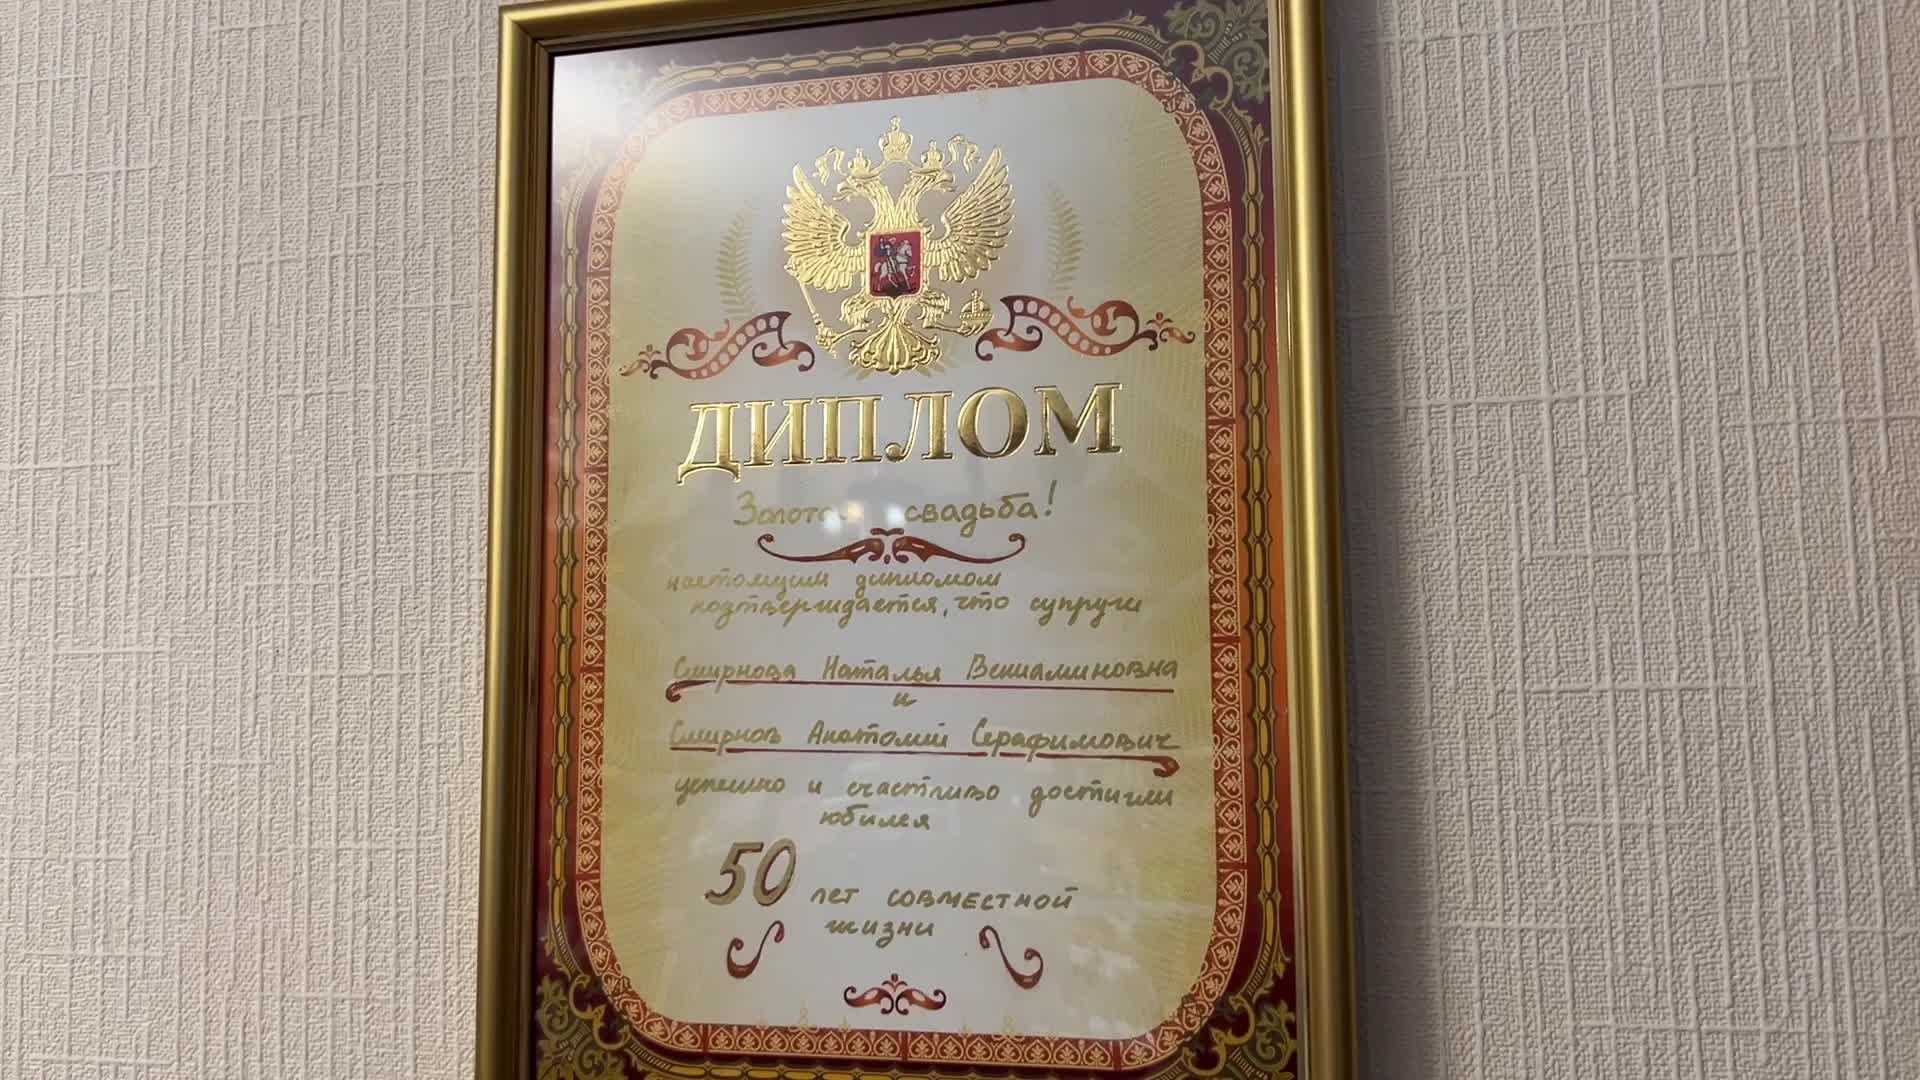 ДИПЛОМ
Золотая свадьба!
настоящим дипломом
подтверждается, что супруги
Смирнова Наталья Вениаминовна
и
Смирнов Анатолий Серафимович
успешно и счастливо достигли
юбилея
50 лет совместной
жизни